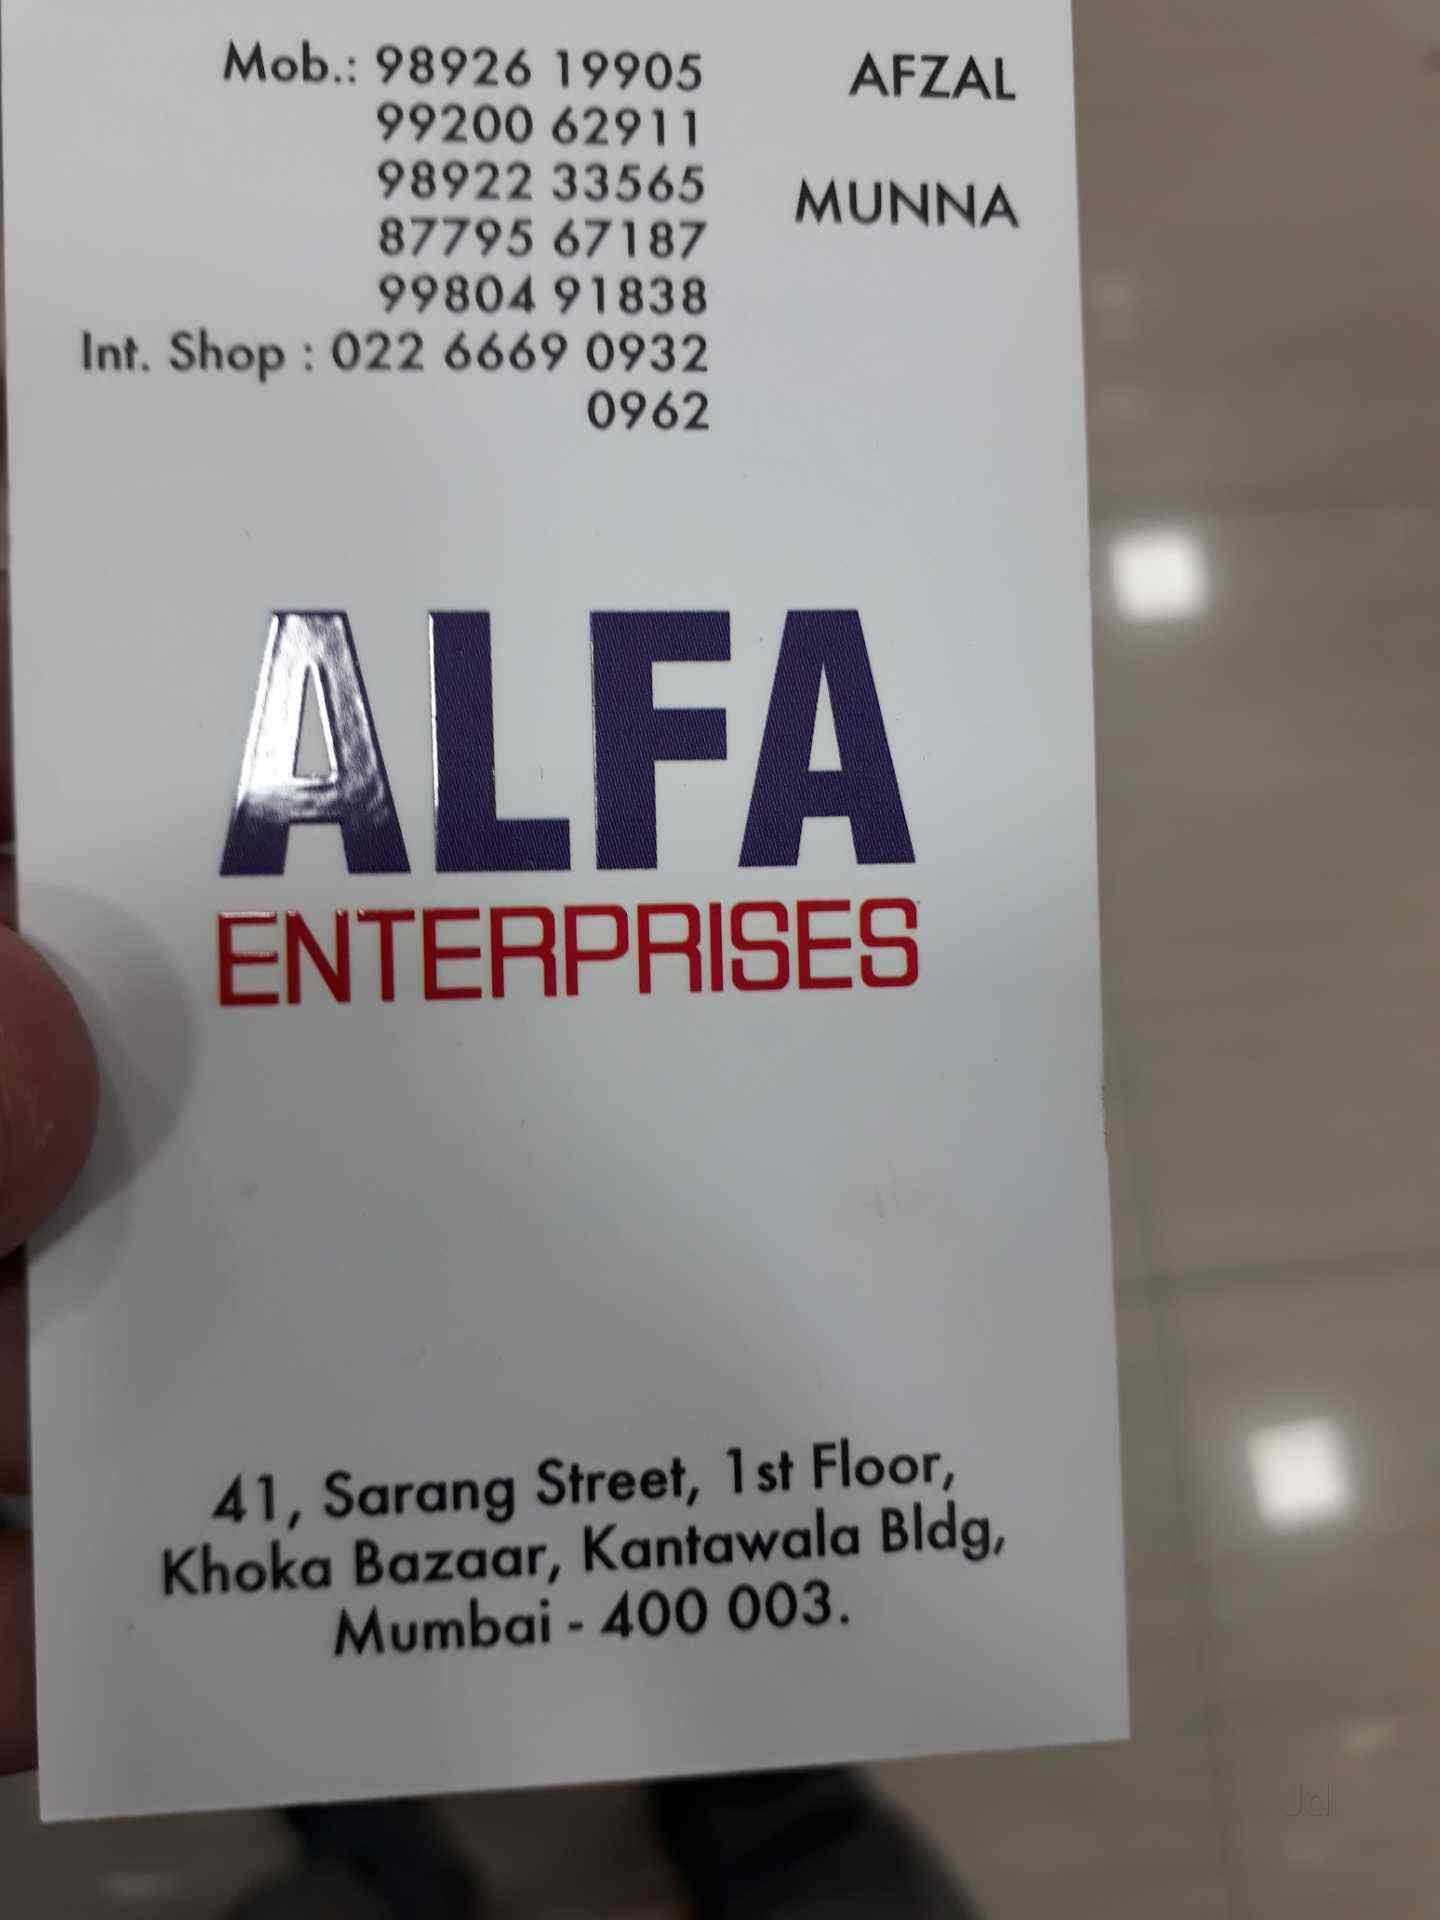 Mob.: 98926 19905 AFZAL
99200 62911
98922 33565 MUNNA
87795 67187
99804 91838
Int. Shop : 022 6669 0932
0962
ALFA
ENTERPRISES
41, Sarang Street, 1st Floor,
Khoka Bazaar, Kantawala Bldg,
Mumbai - 400 003.
Jd